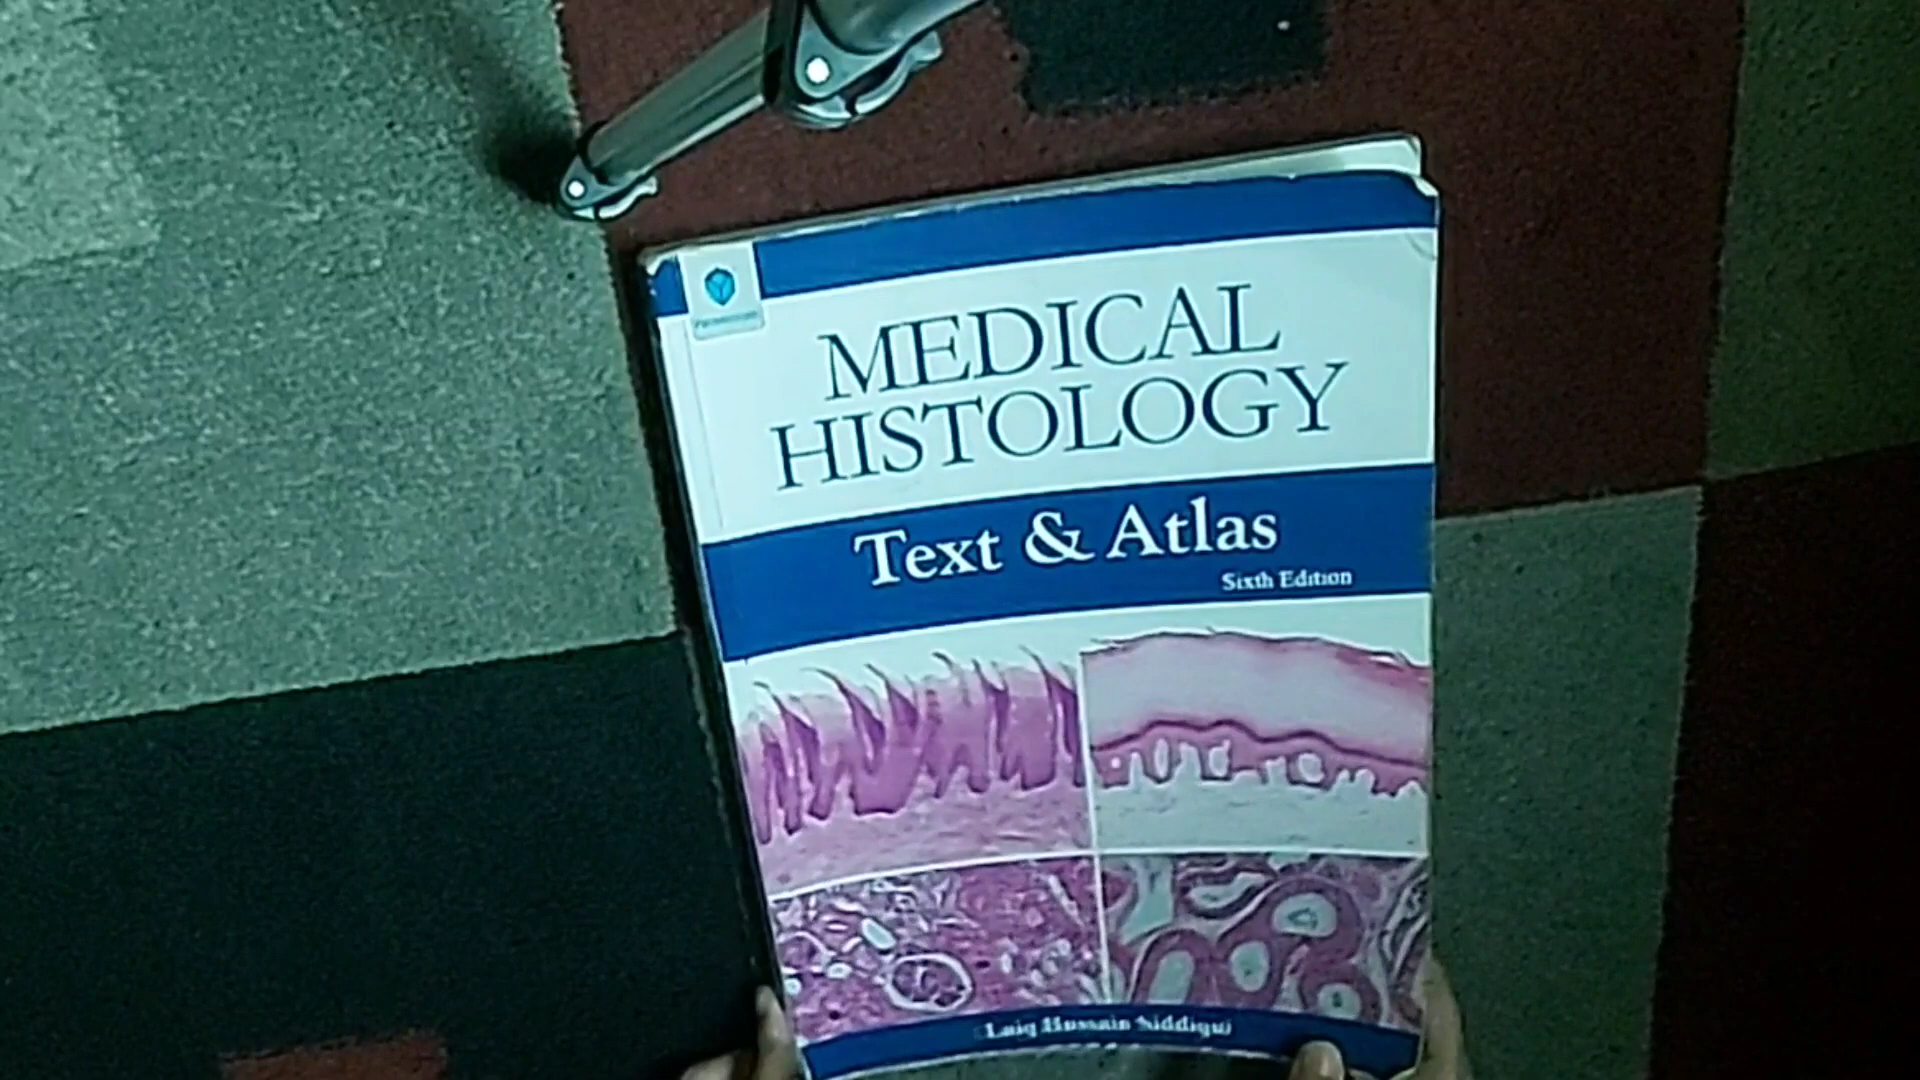 MEDICAL
HISTOLOGY
Text & Atlas
Sixth Edition
Laiq Hussain Siddiqui